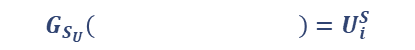 G_{S_U}( ) = U_i^S